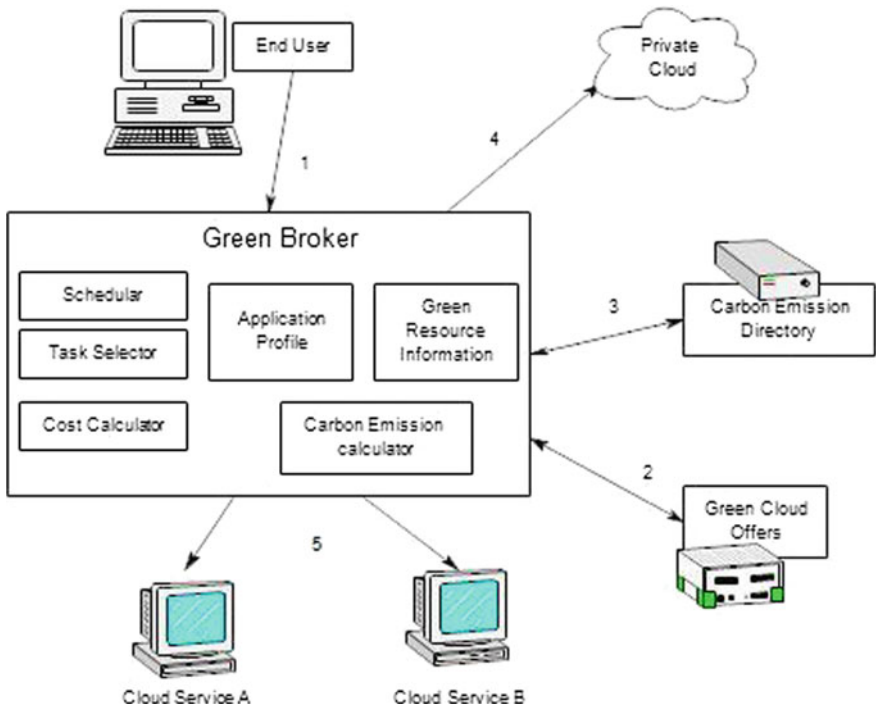 End User
Private
Cloud
1
4
Green Broker
Schedular
Task Selector
Cost Calculator
Application
Profile
Green
Resource
Information
Carbon Emission
calculator
3
Carbon Emission
Directory
2
Green Cloud
Offers
5
Cloud Service A
Cloud Service B